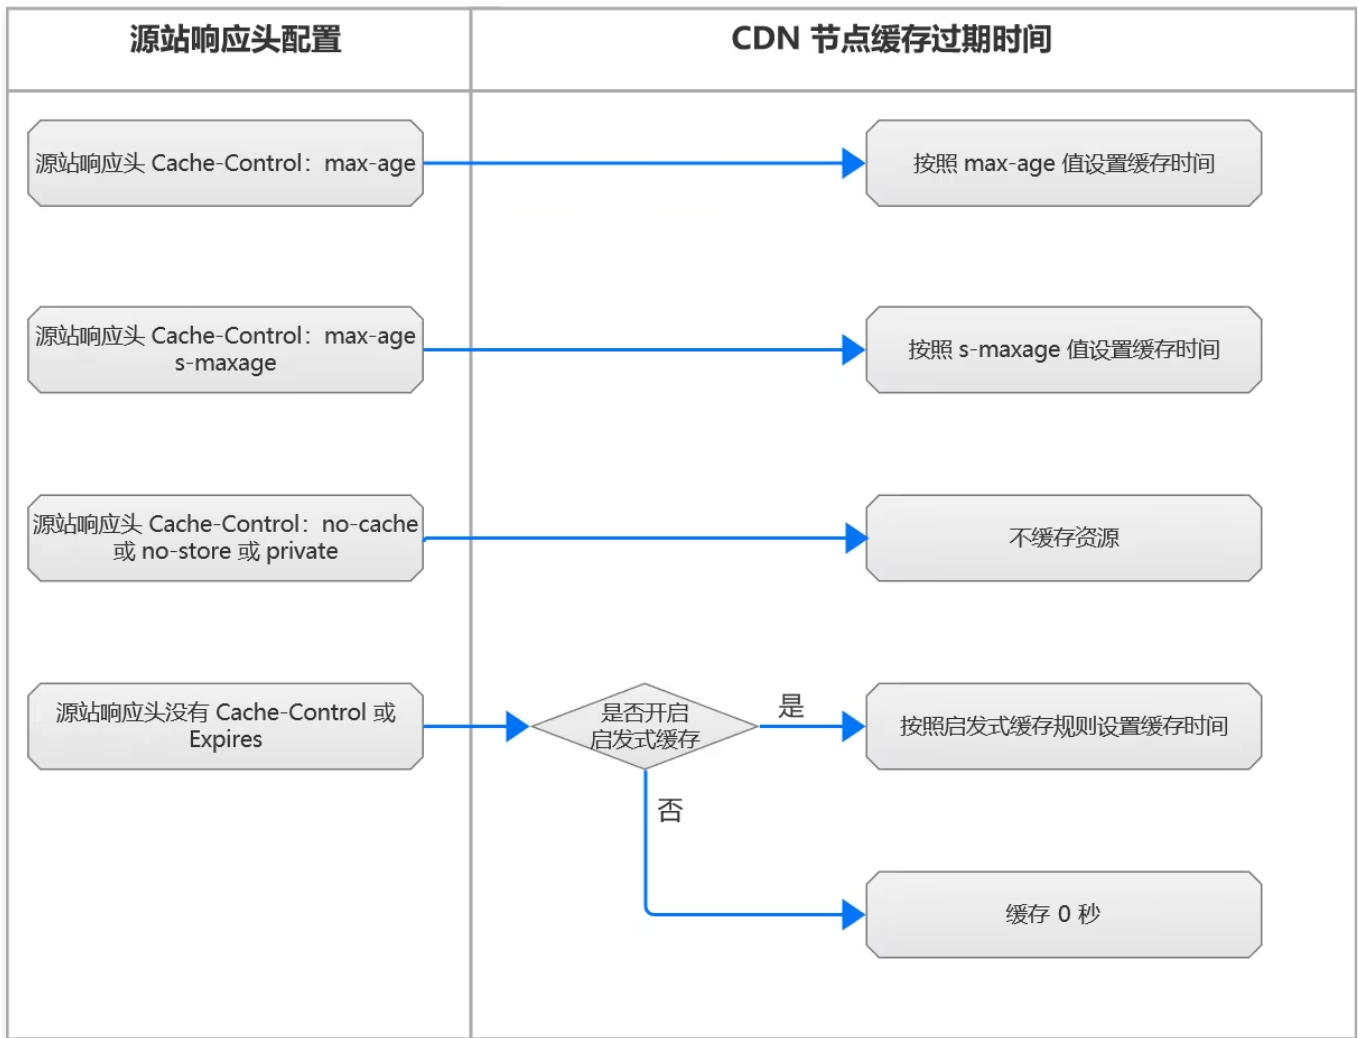 源站响应头配置
CDN 节点缓存过期时间
源站响应头 Cache-Control：max-age
按照 max-age 值设置缓存时间
源站响应头 Cache-Control：max-age
s-maxage
按照 s-maxage 值设置缓存时间
源站响应头 Cache-Control：no-cache
或 no-store 或 private
不缓存资源
源站响应头没有 Cache-Control 或
Expires
是否开启
启发式缓存
是
按照启发式缓存规则设置缓存时间
否
缓存 0 秒